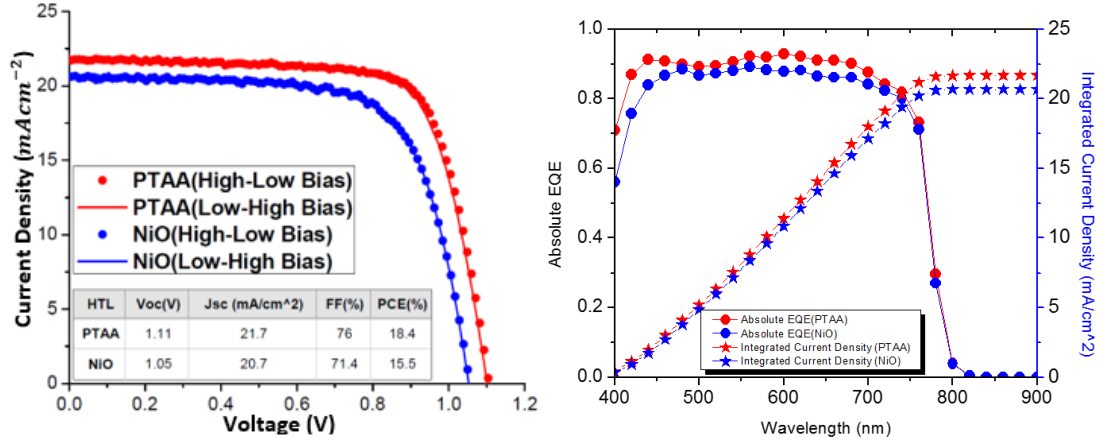 Current Density (mAcm⁻²)
25
20
15
10
5
0
PTAA(High-Low Bias)
PTAA(Low-High Bias)
NiO(High-Low Bias)
NiO(Low-High Bias)
HTL Voc(V) Jsc (mA/cm^2) FF(%) PCE(%)
PTAA 1.11 21.7 76 18.4
NiO 1.05 20.7 71.4 15.5
0.0 0.2 0.4 0.6 0.8 1.0 1.2
Voltage (V)
Absolute EQE
1.0
0.8
0.6
0.4
0.2
0.0
Absolute EQE(PTAA)
Absolute EQE(NiO)
Integrated Current Density (PTAA)
Integrated Current Density (NiO)
400 500 600 700 800 900
Wavelength (nm)
25
20
15
10
5
0
Integrated Current Density (mA/cm^2)